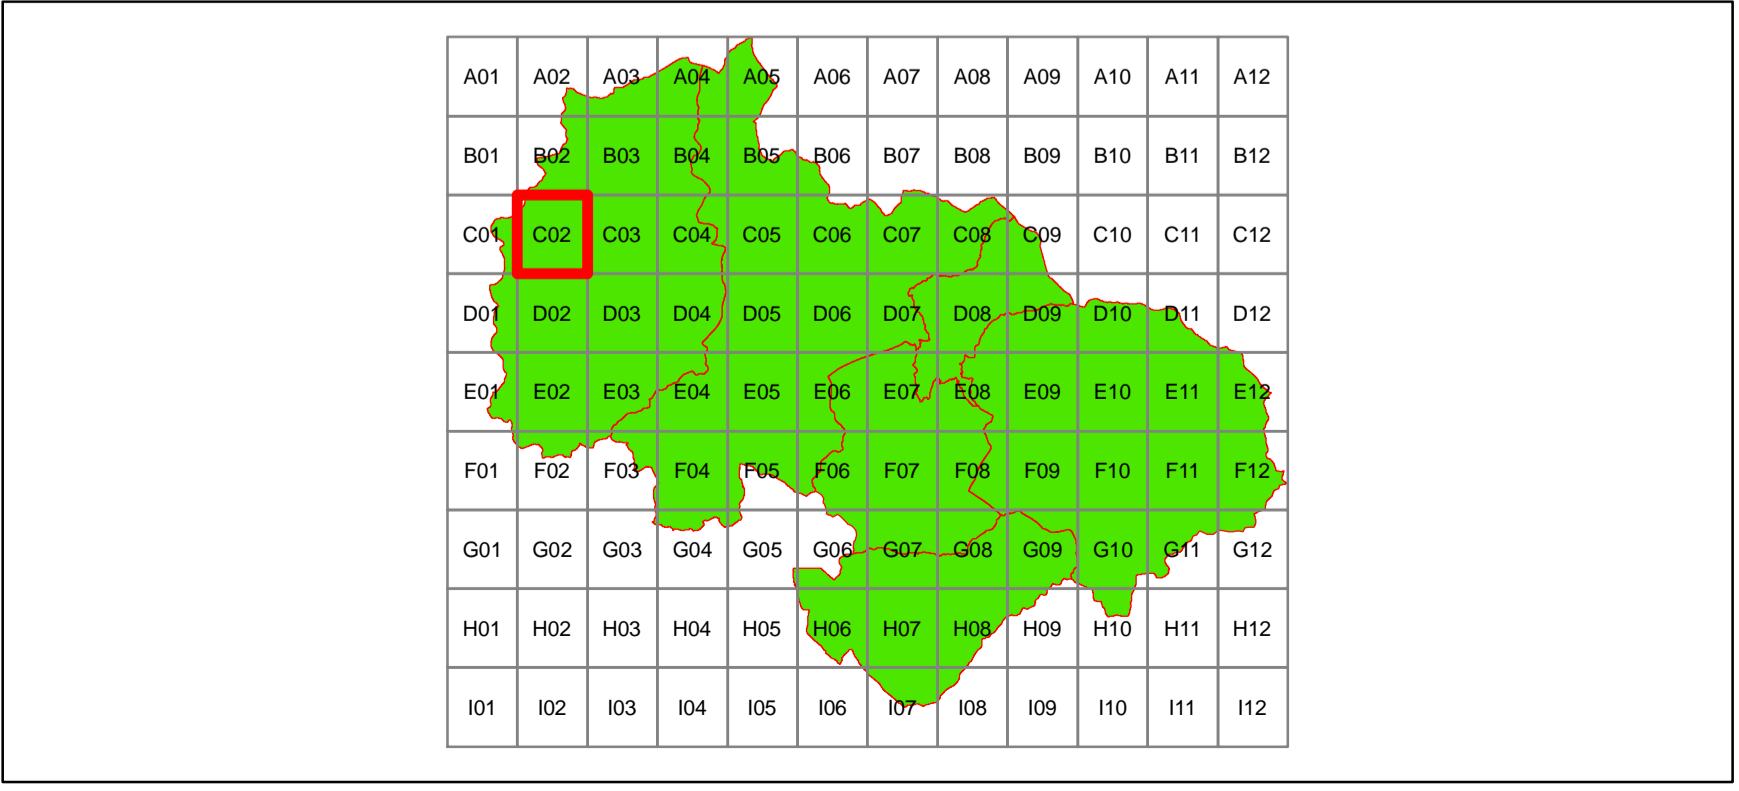 A01 A02 A03 A04 A05 A06 A07 A08 A09 A10 A11 A12
B01 B02 B03 B04 B05 B06 B07 B08 B09 B10 B11 B12
C01 C02 C03 C04 C05 C06 C07 C08 C09 C10 C11 C12
D01 D02 D03 D04 D05 D06 D07 D08 D09 D10 D11 D12
E01 E02 E03 E04 E05 E06 E07 E08 E09 E10 E11 E12
F01 F02 F03 F04 F05 F06 F07 F08 F09 F10 F11 F12
G01 G02 G03 G04 G05 G06 G07 G08 G09 G10 G11 G12
H01 H02 H03 H04 H05 H06 H07 H08 H09 H10 H11 H12
I01 I02 I03 I04 I05 I06 I07 I08 I09 I10 I11 I12